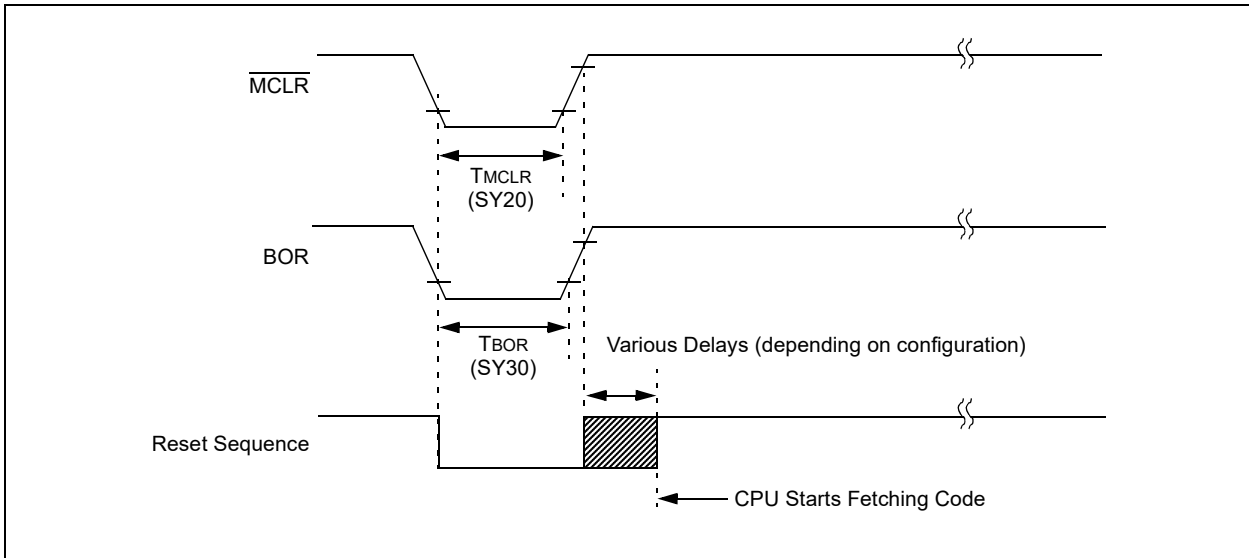 MCLR
TMCLR
(SY20)
BOR
TBOR
(SY30)
Various Delays (depending on configuration)
Reset Sequence
CPU Starts Fetching Code